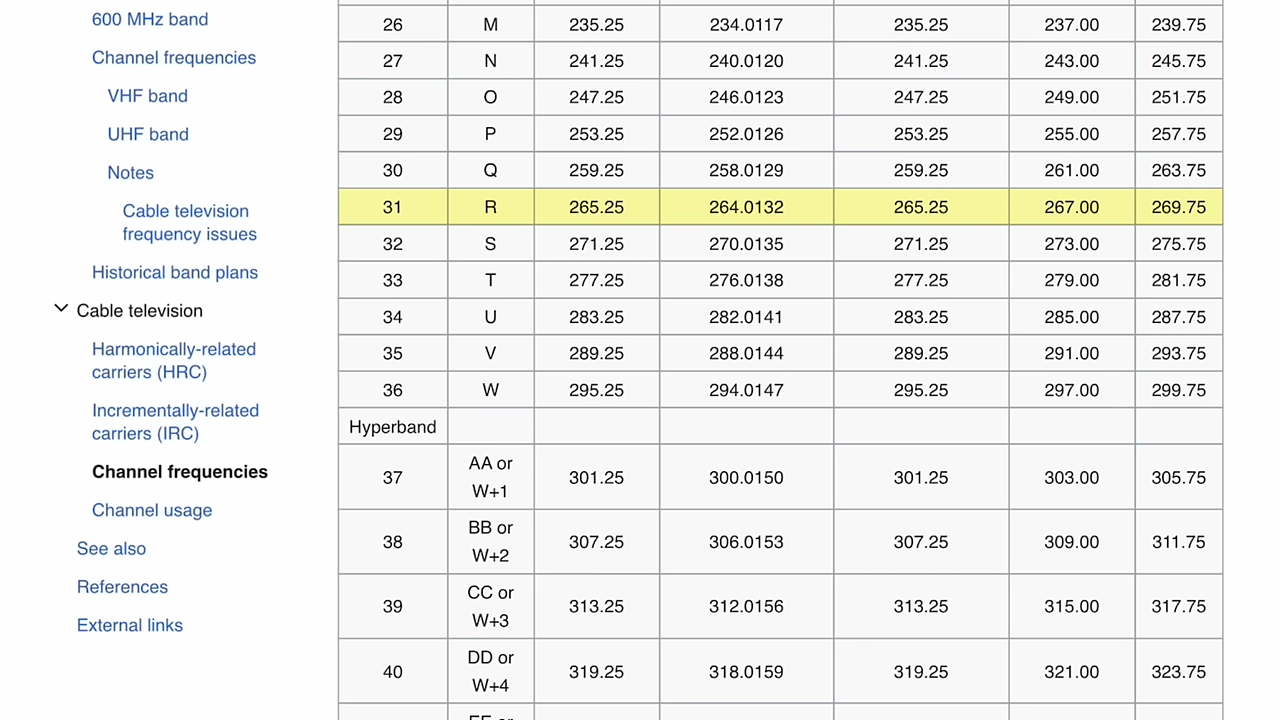 600 MHz band
Channel frequencies
VHF band
UHF band
Notes
Cable television
frequency issues
Historical band plans
Cable television
Harmonically-related
carriers (HRC)
Incrementally-related
carriers (IRC)
Channel frequencies
Channel usage
See also
References
External links
26 M 235.25 234.0117 235.25 237.00 239.75
27 N 241.25 240.0120 241.25 243.00 245.75
28 O 247.25 246.0123 247.25 249.00 251.75
29 P 253.25 252.0126 253.25 255.00 257.75
30 Q 259.25 258.0129 259.25 261.00 263.75
31 R 265.25 264.0132 265.25 267.00 269.75
32 S 271.25 270.0135 271.25 273.00 275.75
33 T 277.25 276.0138 277.25 279.00 281.75
34 U 283.25 282.0141 283.25 285.00 287.75
35 V 289.25 288.0144 289.25 291.00 293.75
36 W 295.25 294.0147 295.25 297.00 299.75
Hyperband
37 AA or W+1 301.25 300.0150 301.25 303.00 305.75
38 BB or W+2 307.25 306.0153 307.25 309.00 311.75
39 CC or W+3 313.25 312.0156 313.25 315.00 317.75
40 DD or W+4 319.25 318.0159 319.25 321.00 323.75